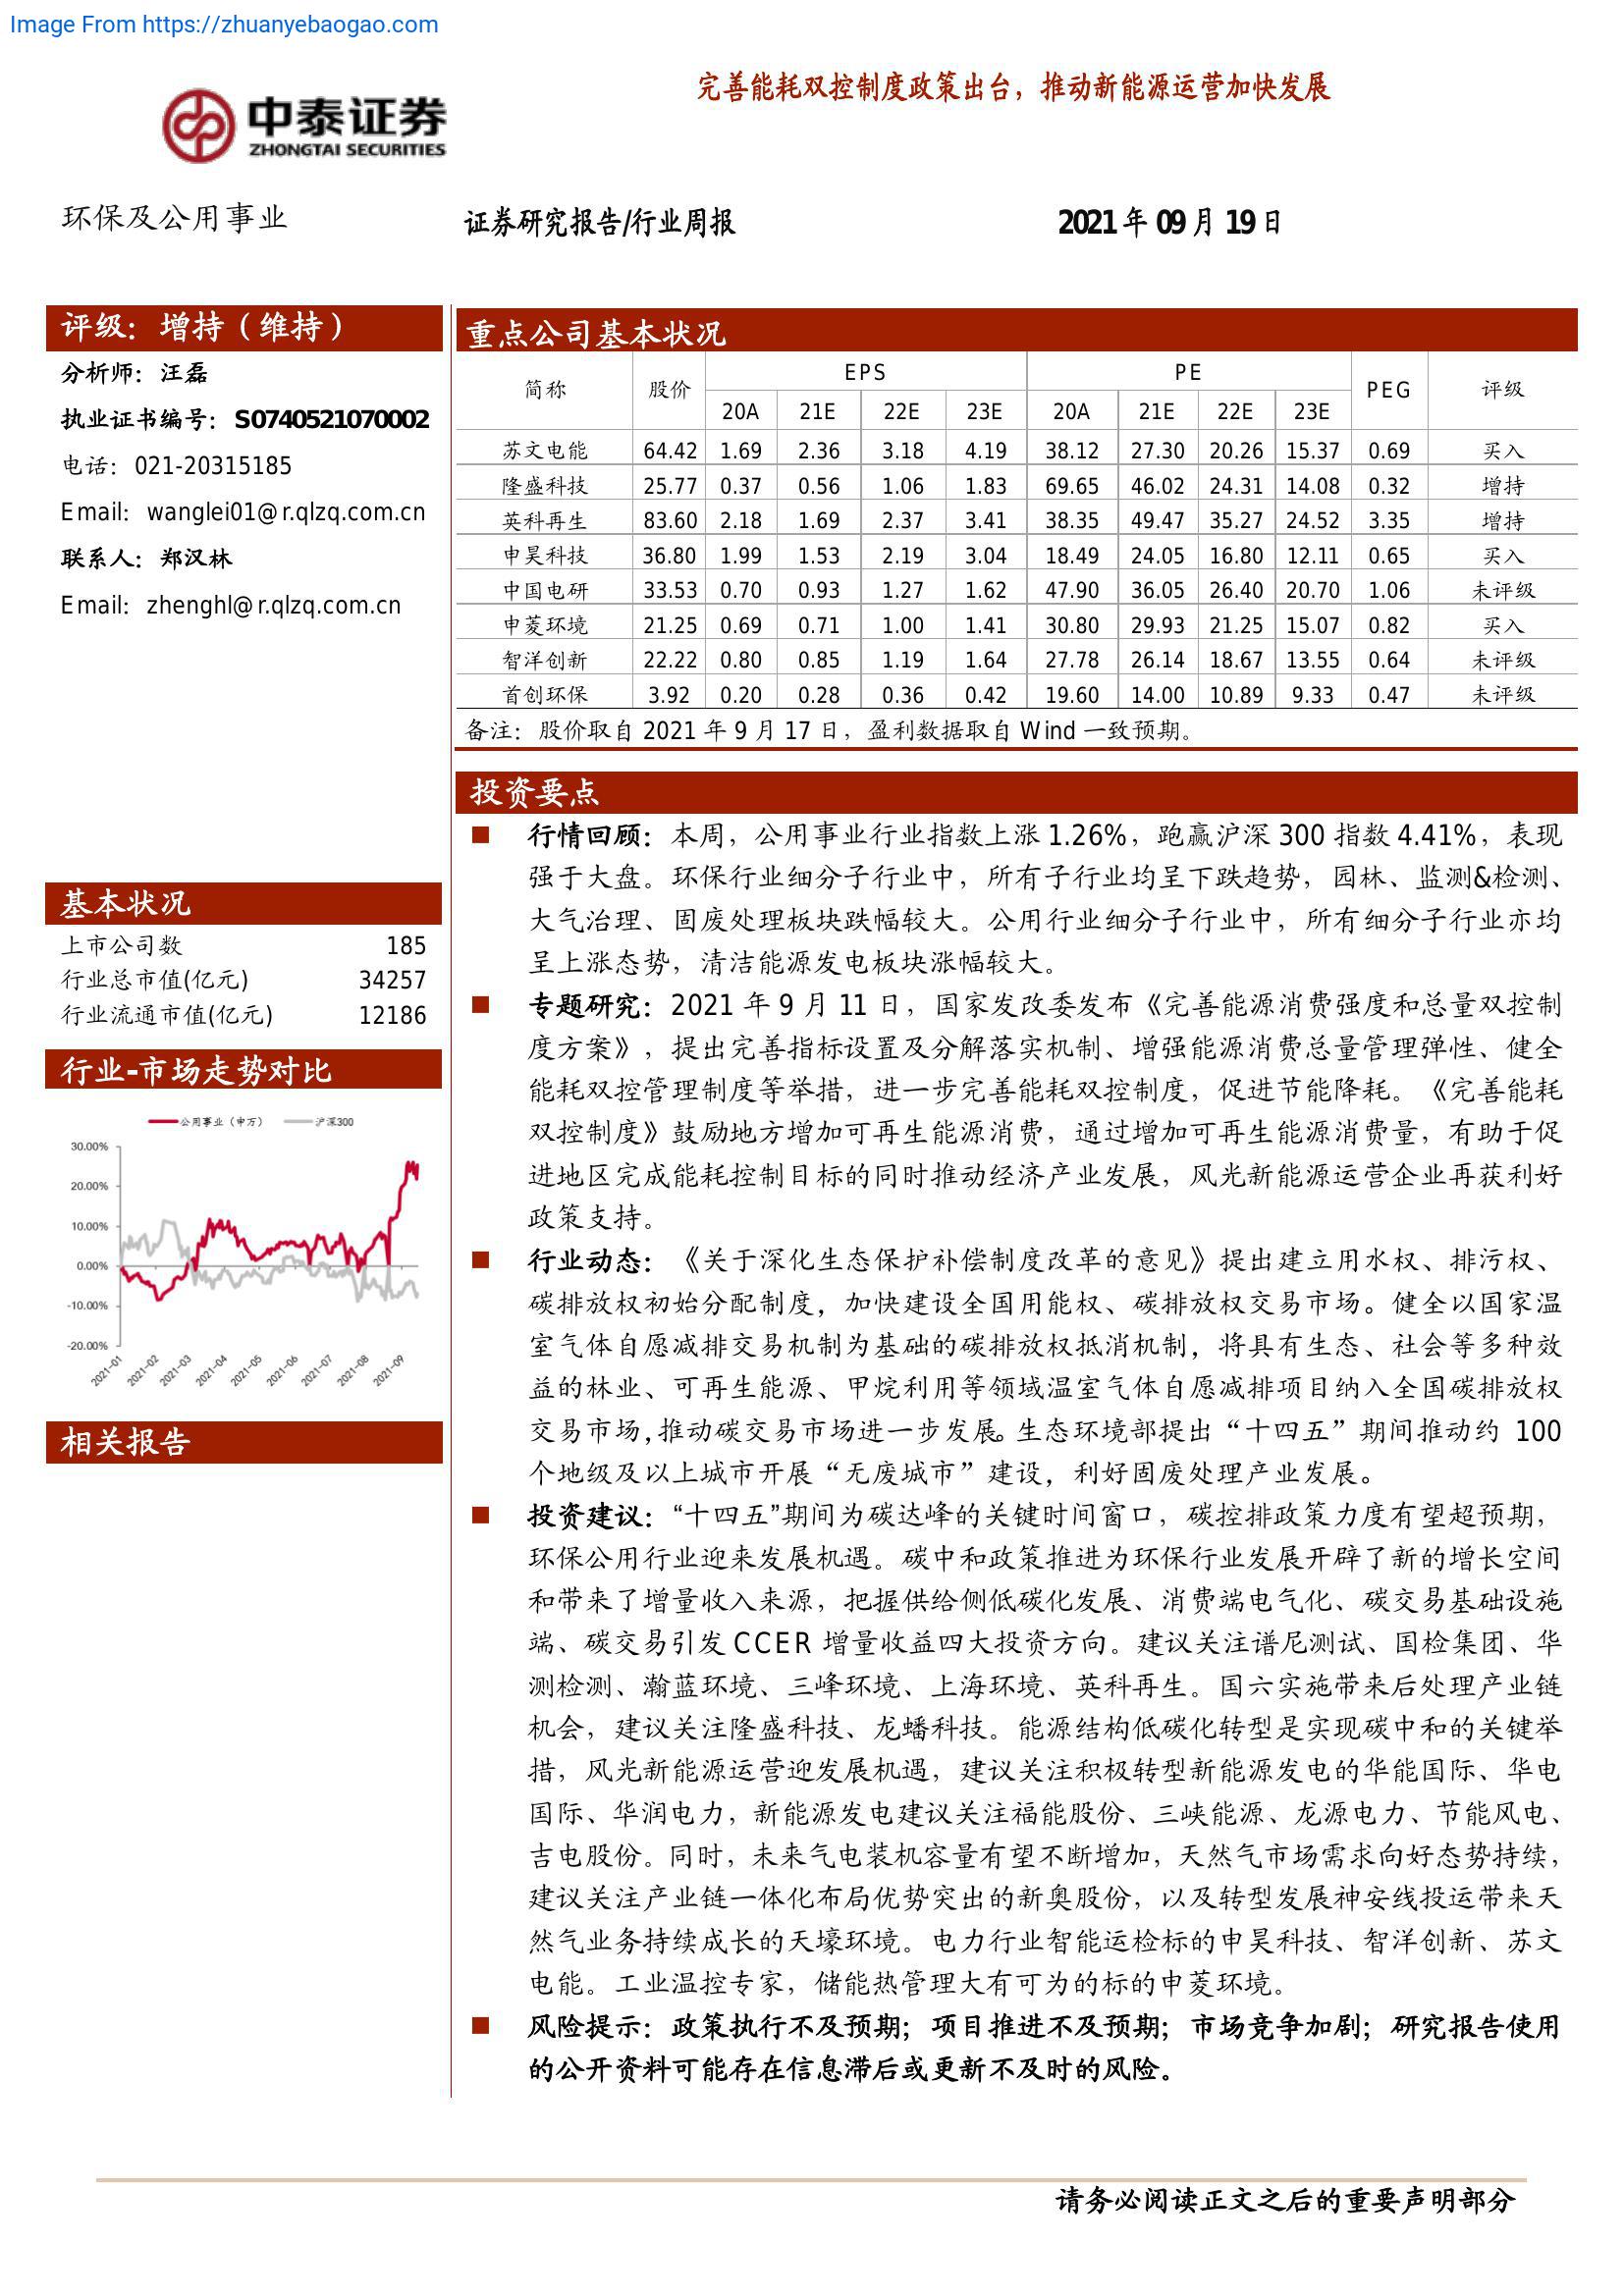 Image From https://zhuanyebaogao.com
完善能耗双控制度政策出台，推动新能源运营加快发展
中泰证券
ZHONGTAI SECURITIES
环保及公用事业
证券研究报告/行业周报
2021 年 09 月 19 日
评级：增持（维持）
分析师：汪磊
执业证书编号：S0740521070002
电话：021-20315185
Email：wanglei01@r.qlzq.com.cn
联系人：郑汉林
Email：zhenghl@r.qlzq.com.cn
基本状况
上市公司数 185
行业总市值(亿元) 34257
行业流通市值(亿元) 12186
行业-市场走势对比
公用事业（申万） 沪深300
30.00%
20.00%
10.00%
0.00%
-10.00%
-20.00%
2021-01 2021-02 2021-03 2021-04 2021-05 2021-06 2021-07 2021-08 2021-09
相关报告
重点公司基本状况
简称 股价 EPS PE PEG 评级
20A 21E 22E 23E 20A 21E 22E 23E
苏文电能 64.42 1.69 2.36 3.18 4.19 38.12 27.30 20.26 15.37 0.69 买入
隆盛科技 25.77 0.37 0.56 1.06 1.83 69.65 46.02 24.31 14.08 0.32 增持
英科再生 83.60 2.18 1.69 2.37 3.41 38.35 49.47 35.27 24.52 3.35 增持
申昊科技 36.80 1.99 1.53 2.19 3.04 18.49 24.05 16.80 12.11 0.65 买入
中国电研 33.53 0.70 0.93 1.27 1.62 47.90 36.05 26.40 20.70 1.06 未评级
申菱环境 21.25 0.69 0.71 1.00 1.41 30.80 29.93 21.25 15.07 0.82 买入
智洋创新 22.22 0.80 0.85 1.19 1.64 27.78 26.14 18.67 13.55 0.64 未评级
首创环保 3.92 0.20 0.28 0.36 0.42 19.60 14.00 10.89 9.33 0.47 未评级
备注：股价取自 2021 年 9 月 17 日，盈利数据取自 Wind 一致预期。
投资要点
行情回顾：本周，公用事业行业指数上涨 1.26%，跑赢沪深 300 指数 4.41%，表现
强于大盘。环保行业细分子行业中，所有子行业均呈下跌趋势，园林、监测&检测、
大气治理、固废处理板块跌幅较大。公用行业细分子行业中，所有细分子行业亦均
呈上涨态势，清洁能源发电板块涨幅较大。
专题研究：2021 年 9 月 11 日，国家发改委发布《完善能源消费强度和总量双控制
度方案》，提出完善指标设置及分解落实机制、增强能源消费总量管理弹性、健全
能耗双控管理制度等举措，进一步完善能耗双控制度，促进节能降耗。《完善能耗
双控制度》鼓励地方增加可再生能源消费，通过增加可再生能源消费量，有助于促
进地区完成能耗控制目标的同时推动经济产业发展，风光新能源运营企业再获利好
政策支持。
行业动态：《关于深化生态保护补偿制度改革的意见》提出建立用水权、排污权、
碳排放权初始分配制度，加快建设全国用能权、碳排放权交易市场。健全以国家温
室气体自愿减排交易机制为基础的碳排放权抵消机制，将具有生态、社会等多种效
益的林业、可再生能源、甲烷利用等领域温室气体自愿减排项目纳入全国碳排放权
交易市场，推动碳交易市场进一步发展。生态环境部提出“十四五”期间推动约 100
个地级及以上城市开展“无废城市”建设，利好固废处理产业发展。
投资建议：“十四五”期间为碳达峰的关键时间窗口，碳控排政策力度有望超预期，
环保公用行业迎来发展机遇。碳中和政策推进为环保行业发展开辟了新的增长空间
和带来了增量收入来源，把握供给侧低碳化发展、消费端电气化、碳交易基础设施
端、碳交易引发 CCER 增量收益四大投资方向。建议关注谱尼测试、国检集团、华
测检测、瀚蓝环境、三峰环境、上海环境、英科再生。国六实施带来后处理产业链
机会，建议关注隆盛科技、龙蟠科技。能源结构低碳化转型是实现碳中和的关键举
措，风光新能源运营迎发展机遇，建议关注积极转型新能源发电的华能国际、华电
国际、华润电力，新能源发电建议关注福能股份、三峡能源、龙源电力、节能风电、
吉电股份。同时，未来气电装机容量有望不断增加，天然气市场需求向好态势持续，
建议关注产业链一体化布局优势突出的新奥股份，以及转型发展神安线投运带来天
然气业务持续成长的天壕环境。电力行业智能运检标的申昊科技、智洋创新、苏文
电能。工业温控专家，储能热管理大有可为的标的申菱环境。
风险提示：政策执行不及预期；项目推进不及预期；市场竞争加剧；研究报告使用
的公开资料可能存在信息滞后或更新不及时的风险。
请务必阅读正文之后的重要声明部分